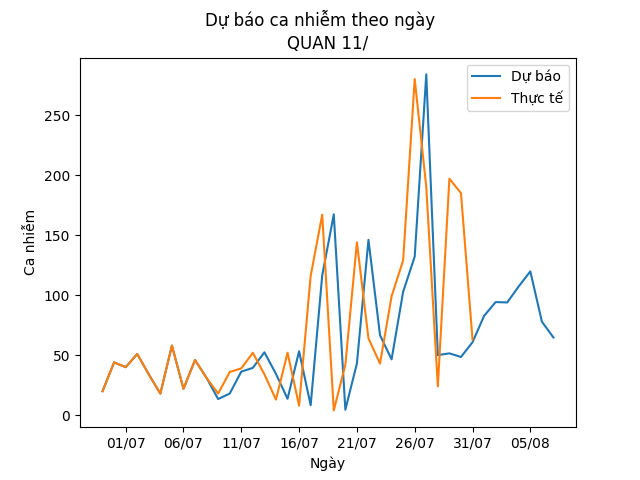 Dự báo ca nhiễm theo ngày
QUAN 11/
Dự báo
Thực tế
Ca nhiễm
250
200
150
100
50
0
01/07 06/07 11/07 16/07 21/07 26/07 31/07 05/08
Ngày